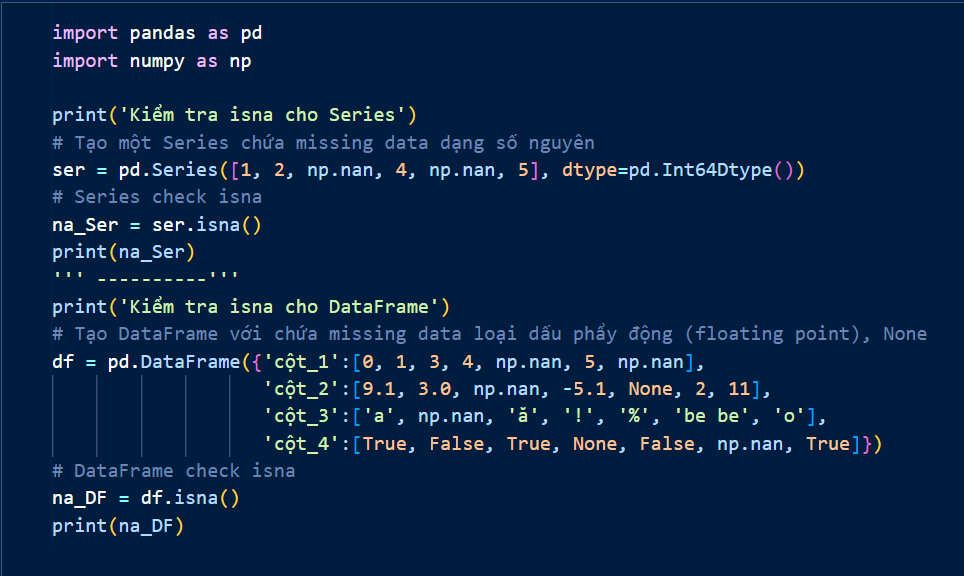 import pandas as pd
import numpy as np
print('Kiểm tra isna cho Series')
# Tạo một Series chứa missing data dạng số nguyên
ser = pd.Series([1, 2, np.nan, 4, np.nan, 5], dtype=pd.Int64Dtype())
# Series check isna
na_Ser = ser.isna()
print(na_Ser)
''' ----------'''
print('Kiểm tra isna cho DataFrame')
# Tạo DataFrame với chứa missing data loại dấu phẩy động (floating point), None
df = pd.DataFrame({'cột_1':[0, 1, 3, 4, np.nan, 5, np.nan],
'cột_2':[9.1, 3.0, np.nan, -5.1, None, 2, 11],
'cột_3':['a', np.nan, 'ă', '!', '%', 'be be', 'o'],
'cột_4':[True, False, True, None, False, np.nan, True]})
# DataFrame check isna
na_DF = df.isna()
print(na_DF)